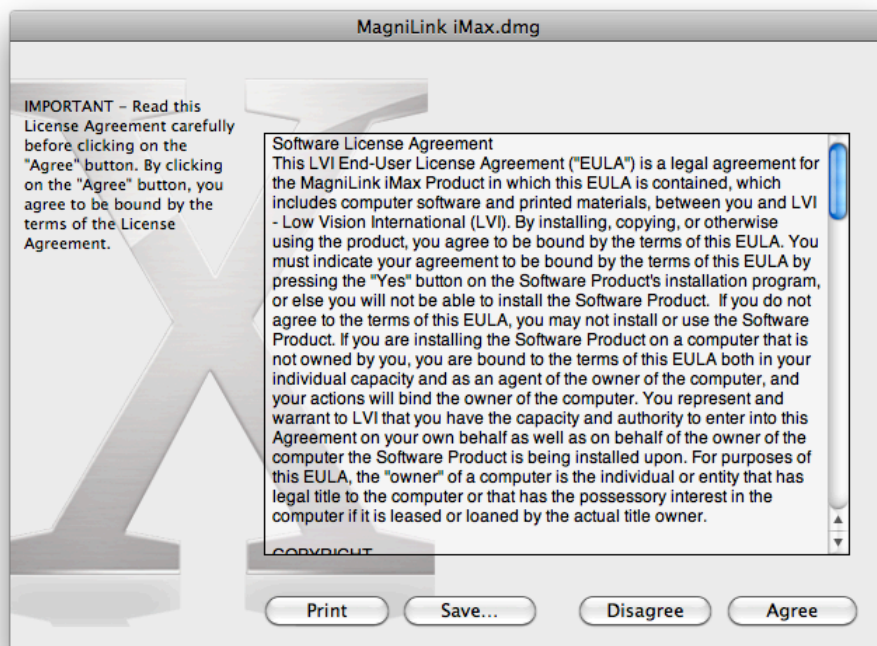 MagniLink iMax.dmg
IMPORTANT – Read this
License Agreement carefully
before clicking on the
"Agree" button. By clicking
on the "Agree" button, you
agree to be bound by the
terms of the License
Agreement.
Software License Agreement
This LVI End-User License Agreement ("EULA") is a legal agreement for
the MagniLink iMax Product in which this EULA is contained, which
includes computer software and printed materials, between you and LVI
- Low Vision International (LVI). By installing, copying, or otherwise
using the product, you agree to be bound by the terms of this EULA. You
must indicate your agreement to be bound by the terms of this EULA by
pressing the "Yes" button on the Software Product's installation program,
or else you will not be able to install the Software Product.  If you do not
agree to the terms of this EULA, you may not install or use the Software
Product. If you are installing the Software Product on a computer that is
not owned by you, you are bound to the terms of this EULA both in your
individual capacity and as an agent of the owner of the computer, and
your actions will bind the owner of the computer. You represent and
warrant to LVI that you have the capacity and authority to enter into this
Agreement on your own behalf as well as on behalf of the owner of the
computer the Software Product is being installed upon. For purposes of
this EULA, the "owner" of a computer is the individual or entity that has
legal title to the computer or that has the possessory interest in the
computer if it is leased or loaned by the actual title owner.
COPYRIGHT
Print
Save...
Disagree
Agree